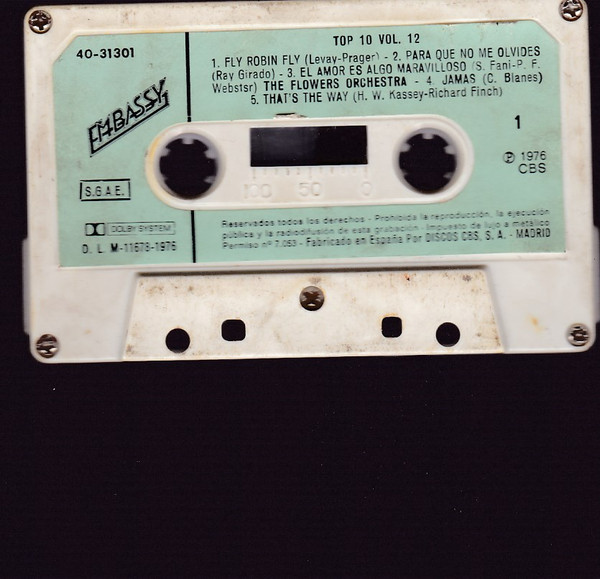 40-31301
TOP 10 VOL. 12
1. FLY ROBIN FLY (Levay-Prager) - 2. PARA QUE NO ME OLVIDES
(Ray Girado) - 3. EL AMOR ES ALGO MARAVILLOSO (S. Fani-P. F.
Webstsr) THE FLOWERS ORCHESTRA - 4. JAMAS (C. Blanes)
5. THAT'S THE WAY (H. W. Kassey-Richard Finch)
EMBASSY
1
℗ 1976
CBS
S.G.A.E.
100 50 0
DOLBY SYSTEM
D. L. M-11678-1976
Reservados todos los derechos - Prohibida la reproducción, la ejecución
pública y la radiodifusión de esta grabación - Impuesto de lujo a metálico
Permiso nº 7.053 - Fabricado en España Por DISCOS CBS, S. A. - MADRID